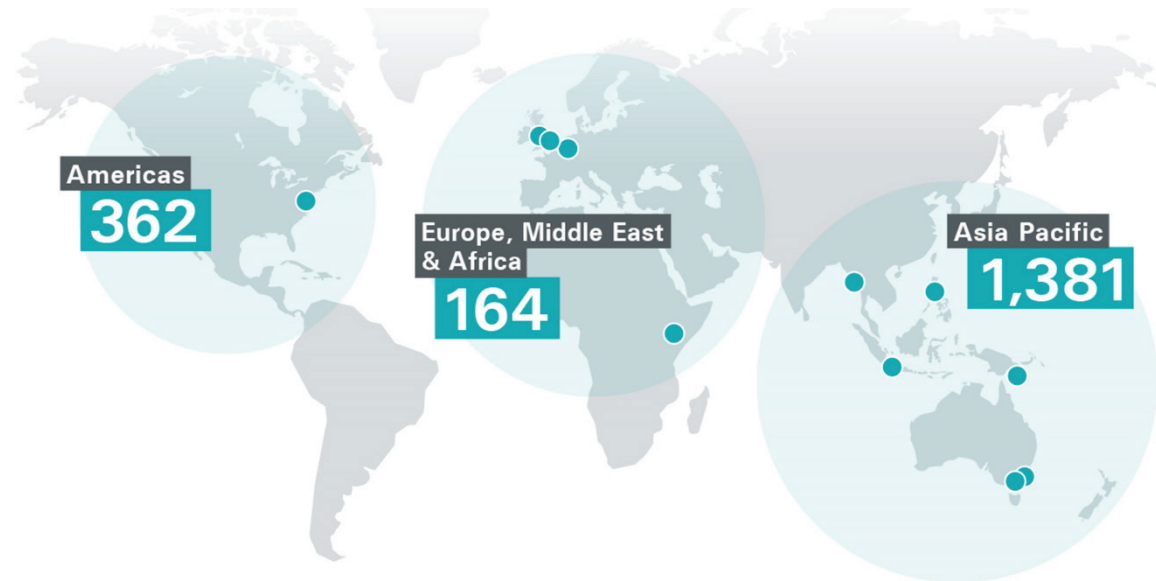 Americas
362
Europe, Middle East
& Africa
164
Asia Pacific
1,381